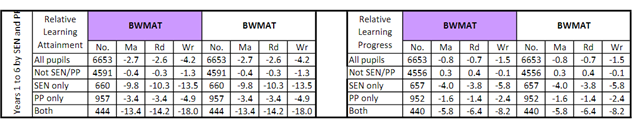 Years 1 to 6 by SEN and PP
Relative Learning Attainment BWMAT BWMAT
No. Ma Rd Wr No. Ma Rd Wr
All pupils 6653 -2.7 -2.6 -4.2 6653 -2.7 -2.6 -4.2
Not SEN/PP 4591 -0.4 -0.3 -1.3 4591 -0.4 -0.3 -1.3
SEN only 660 -9.8 -10.3 -13.5 660 -9.8 -10.3 -13.5
PP only 957 -3.4 -3.4 -4.9 957 -3.4 -3.4 -4.9
Both 444 -13.4 -14.2 -18.0 444 -13.4 -14.2 -18.0
Relative Learning Progress BWMAT BWMAT
No. Ma Rd Wr No. Ma Rd Wr
All pupils 6653 -0.8 -0.7 -1.5 6653 -0.8 -0.7 -1.5
Not SEN/PP 4556 0.3 0.4 -0.1 4556 0.3 0.4 -0.1
SEN only 657 -4.0 -3.8 -5.8 657 -4.0 -3.8 -5.8
PP only 952 -1.6 -1.4 -2.4 952 -1.6 -1.4 -2.4
Both 440 -5.8 -6.4 -8.2 440 -5.8 -6.4 -8.2